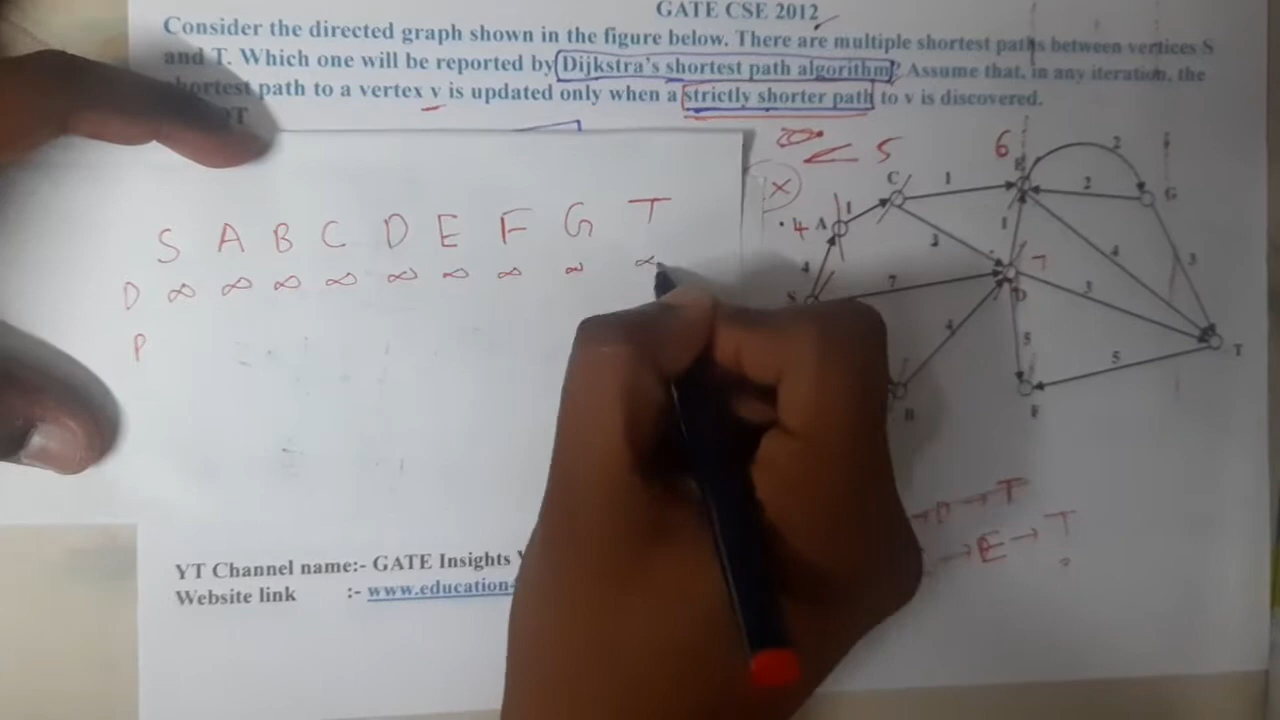 GATE CSE 2012
Consider the directed graph shown in the figure below. There are multiple shortest paths between vertices S
and T. Which one will be reported by Dijkstra's shortest path algorithm? Assume that, in any iteration, the
shortest path to a vertex v is updated only when a strictly shorter path to v is discovered.
DT
∞ < 5
6
2
C
1
E
2
G
X
4
A
1
1
3
7
4
3
S A B C D E F G T
4
S
7
D
3
D ∞ ∞ ∞ ∞ ∞ ∞ ∞ ∞ ∞
4
5
5
T
P
B
F
→ D → T
→ E → T
YT Channel name:- GATE Insights
Website link :- www.education